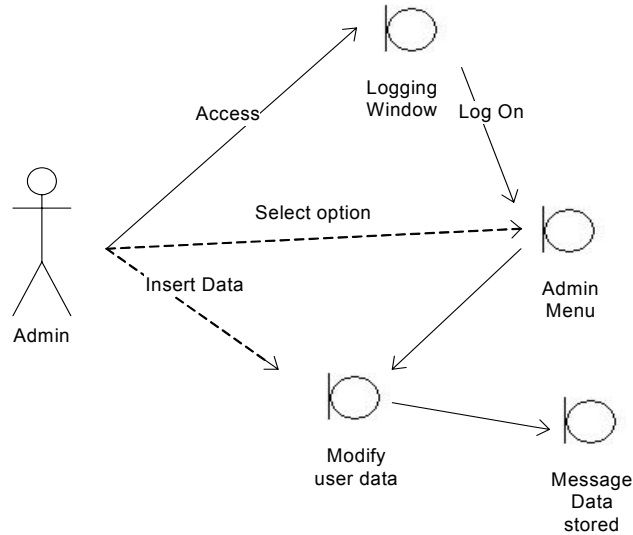 Logging
Window
Access
Log On
Select option
Insert Data
Admin
Admin
Menu
Modify
user data
Message
Data
stored